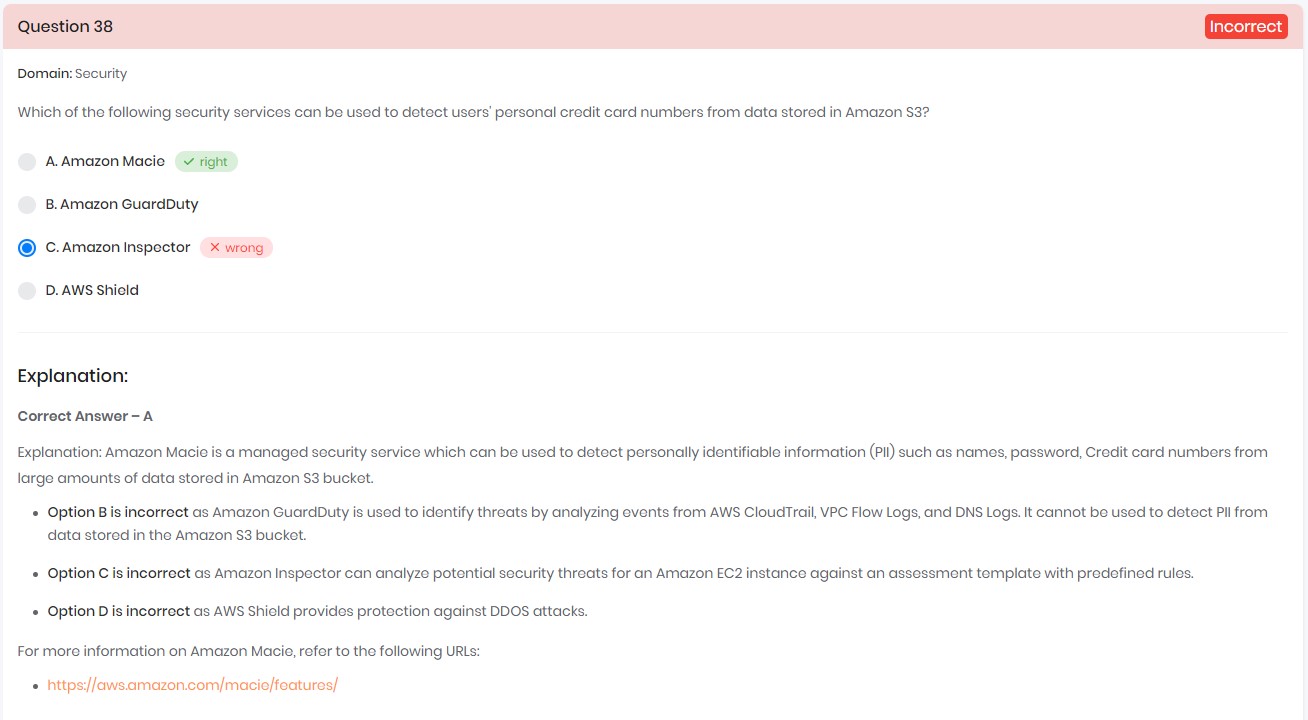 Question 38
Incorrect
Domain: Security
Which of the following security services can be used to detect users' personal credit card numbers from data stored in Amazon S3?
A. Amazon Macie
right
B. Amazon GuardDuty
C. Amazon Inspector
wrong
D. AWS Shield
Explanation:
Correct Answer – A
Explanation: Amazon Macie is a managed security service which can be used to detect personally identifiable information (PII) such as names, password, Credit card numbers from
large amounts of data stored in Amazon S3 bucket.
Option B is incorrect as Amazon GuardDuty is used to identify threats by analyzing events from AWS CloudTrail, VPC Flow Logs, and DNS Logs. It cannot be used to detect PII from
data stored in the Amazon S3 bucket.
Option C is incorrect as Amazon Inspector can analyze potential security threats for an Amazon EC2 instance against an assessment template with predefined rules.
Option D is incorrect as AWS Shield provides protection against DDOS attacks.
For more information on Amazon Macie, refer to the following URLs:
https://aws.amazon.com/macie/features/